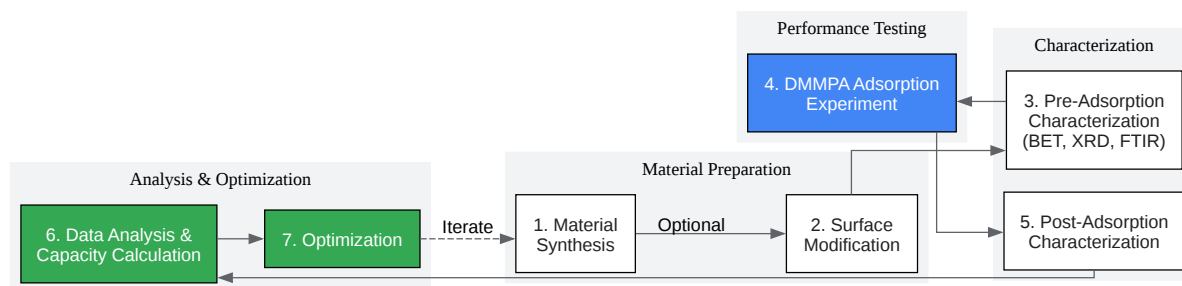 Performance Testing
Characterization
4. DMMPA Adsorption
Experiment
3. Pre-Adsorption
Characterization
(BET, XRD, FTIR)
Analysis & Optimization
Material Preparation
6. Data Analysis &
Capacity Calculation
7. Optimization
Iterate
1. Material
Synthesis
Optional
2. Surface
Modification
5. Post-Adsorption
Characterization